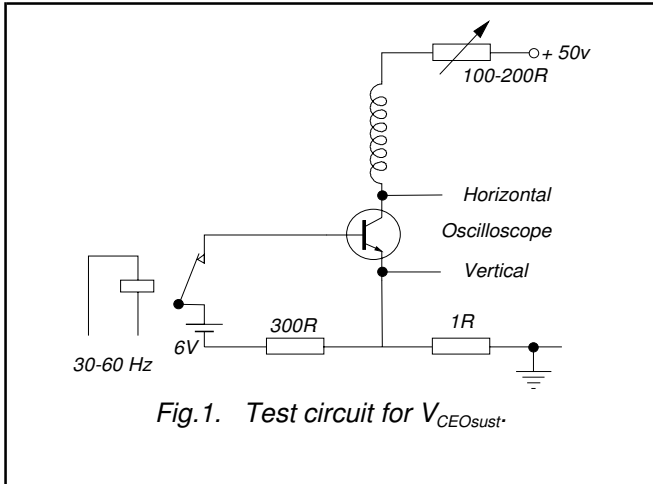 + 50v
100-200R
Horizontal
Oscilloscope
Vertical
300R
1R
6V
30-60 Hz
Fig.1. Test circuit for VCEOsust.